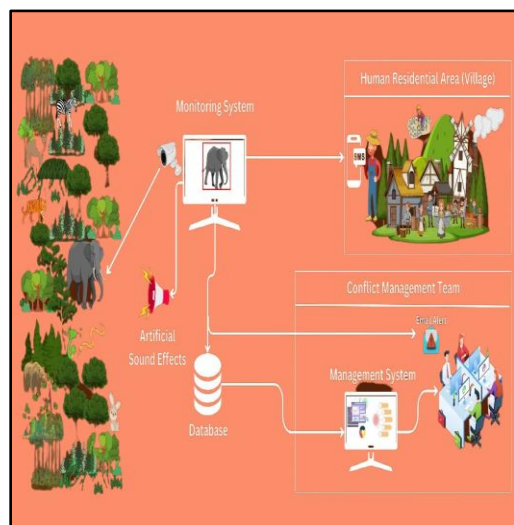 Human Residential Area (Village)
Monitoring System
SMS
Conflict Management Team
Email Alert
Artificial
Sound Effects
Management System
Database